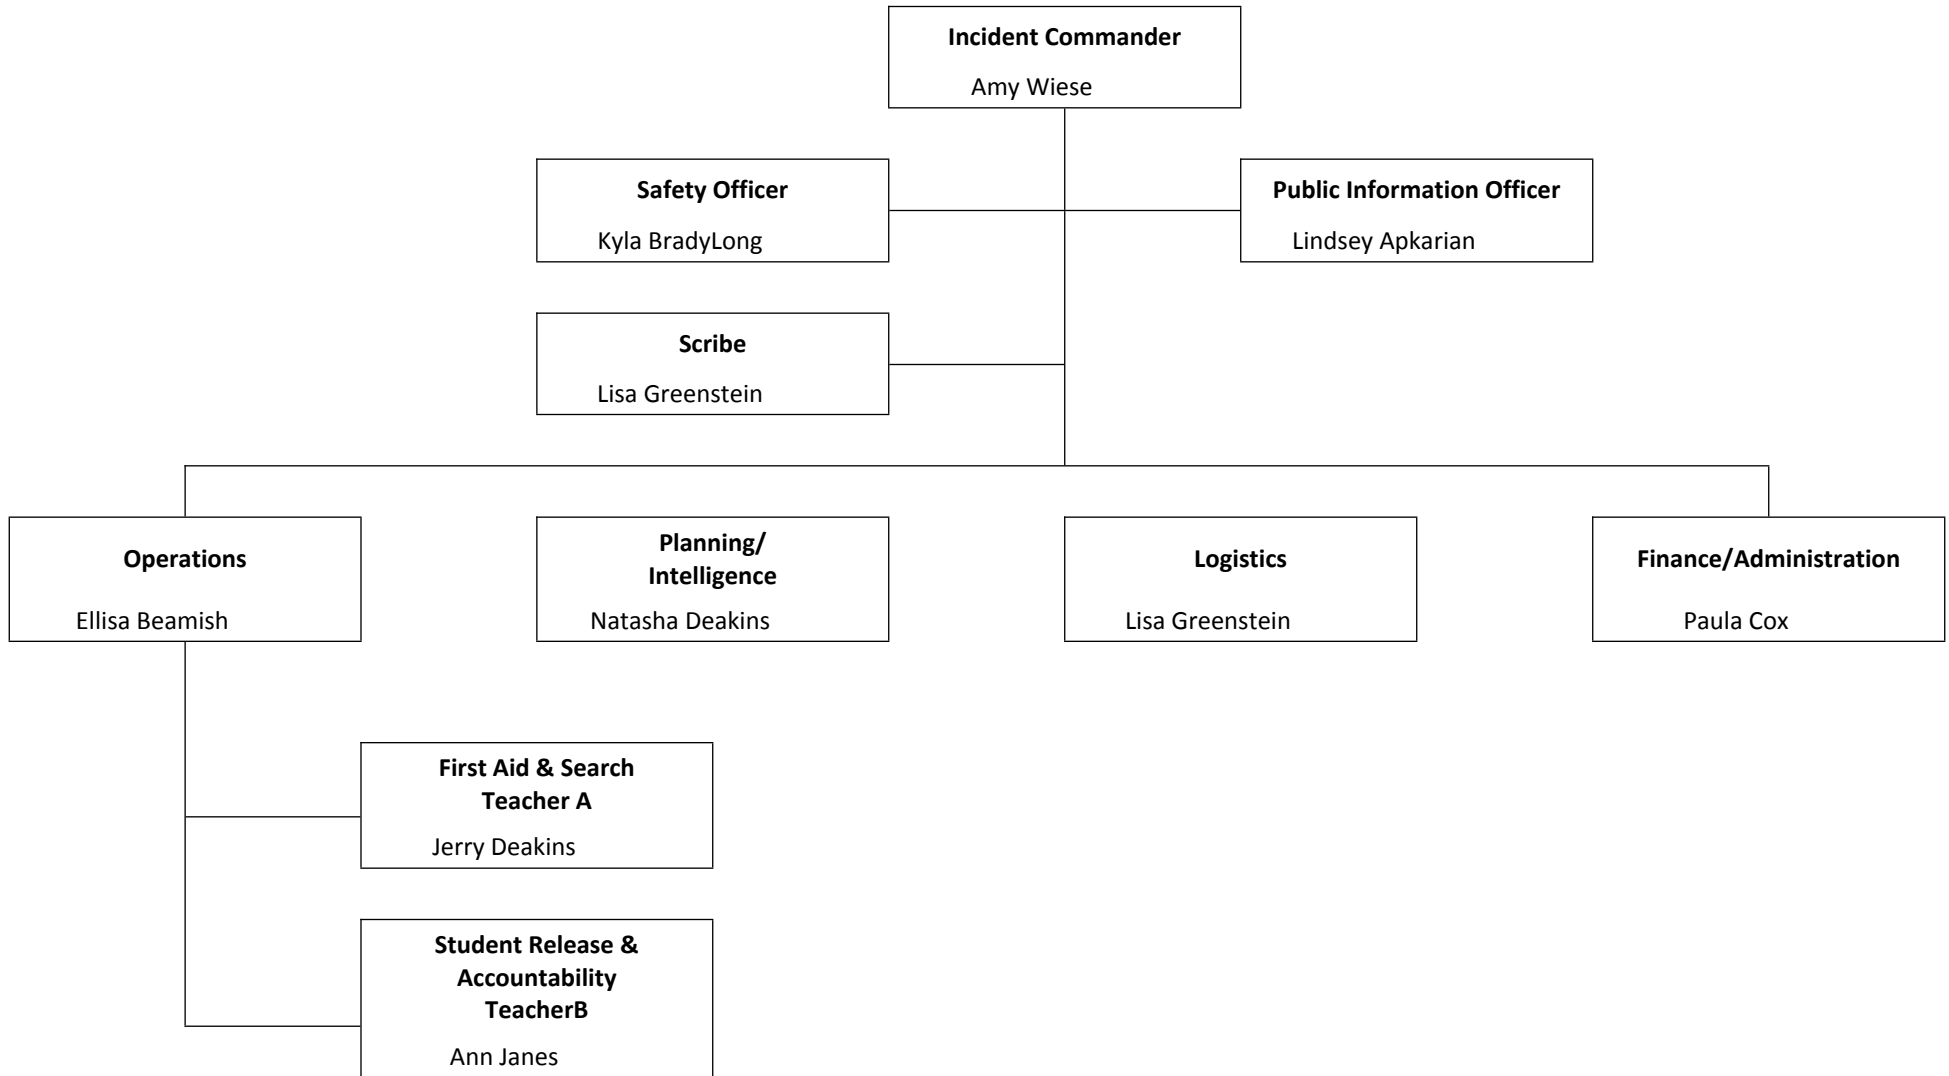 Incident Commander
Amy Wiese
Safety Officer
Kyla BradyLong
Public Information Officer
Lindsey Apkarian
Scribe
Lisa Greenstein
Operations
Ellisa Beamish
Planning/
Intelligence
Natasha Deakins
Logistics
Lisa Greenstein
Finance/Administration
Paula Cox
First Aid & Search
Teacher A
Jerry Deakins
Student Release &
Accountability
TeacherB
Ann Janes